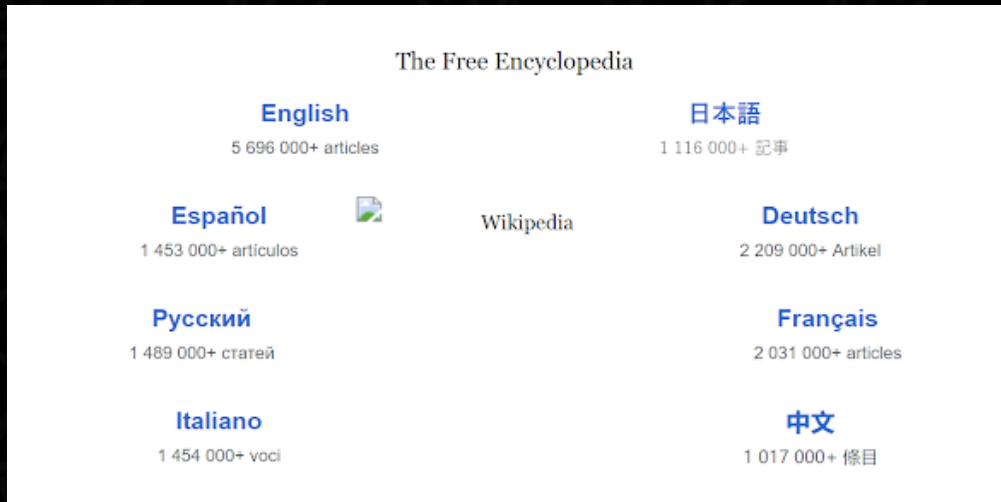 The Free Encyclopedia
English
5 696 000+ articles
日本語
1 116 000+ 記事
Español
1 453 000+ artículos
Wikipedia
Deutsch
2 209 000+ Artikel
Русский
1 489 000+ статей
Français
2 031 000+ articles
Italiano
1 454 000+ voci
中文
1 017 000+ 條目